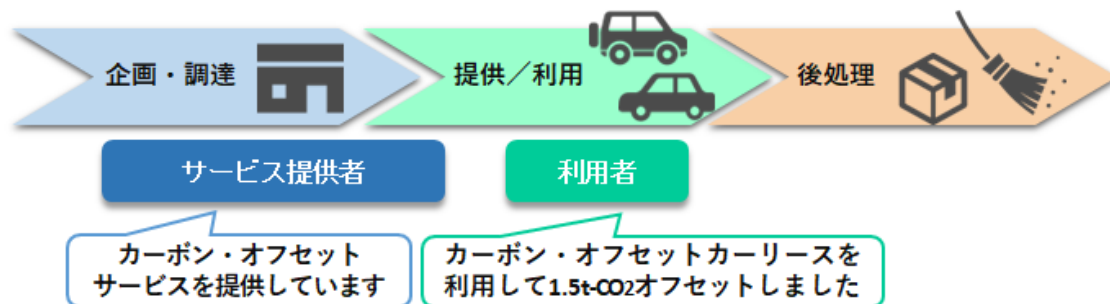 企画・調達
提供／利用
後処理
サービス提供者
利用者
カーボン・オフセット
サービスを提供しています
カーボン・オフセットカーリースを
利用して1.5t-CO2オフセットしました